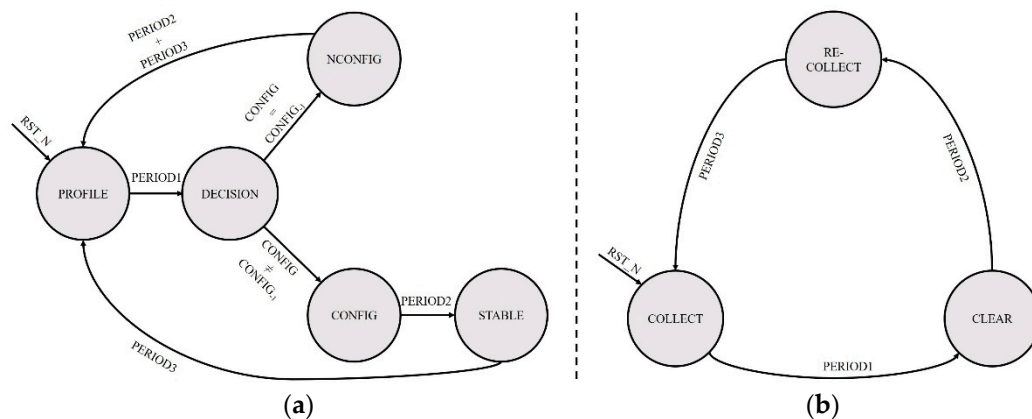 PERIOD2
+
PERIOD3
NCONFIG
CONFIG
=
CONFIG-1
RST_N
PROFILE
PERIOD1
DECISION
CONFIG
≠
CONFIG-1
CONFIG
PERIOD2
STABLE
PERIOD3
(a)
RE-
COLLECT
PERIOD3
PERIOD2
RST_N
COLLECT
CLEAR
PERIOD1
(b)